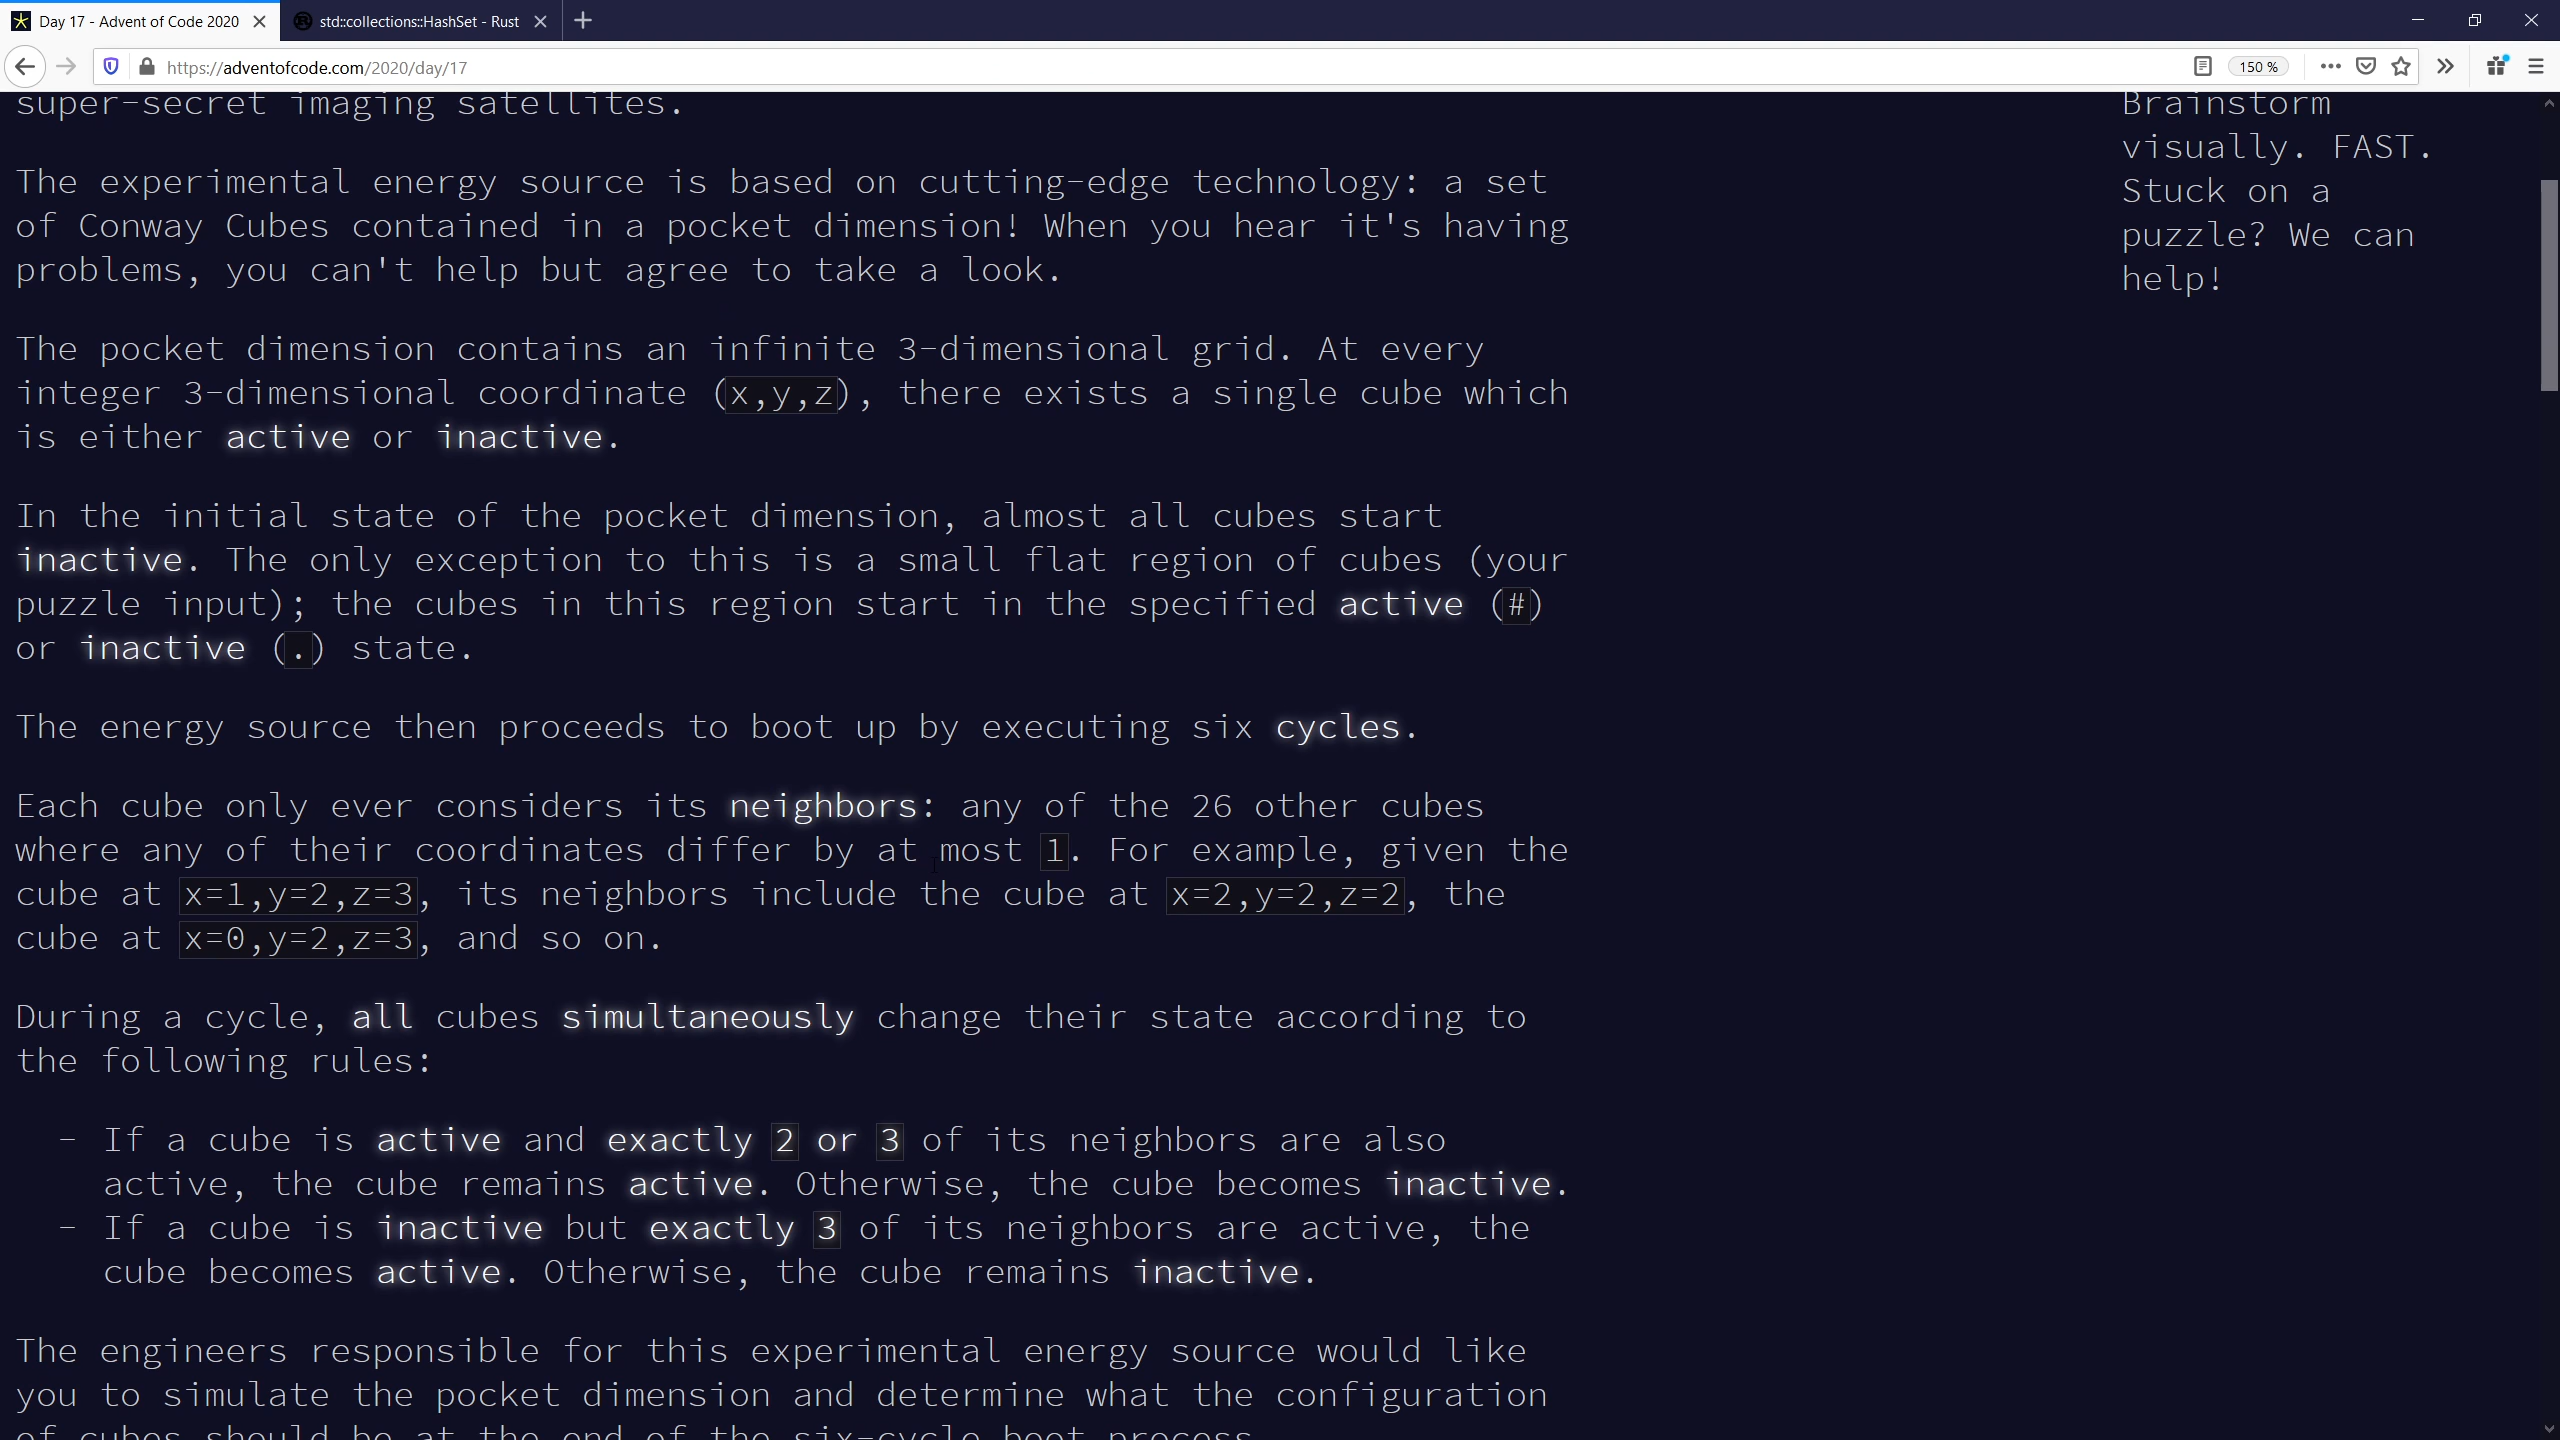 Day 17 - Advent of Code 2020
std::collections::HashSet - Rust
https://adventofcode.com/2020/day/17
150 %
super-secret imaging satellites.
The experimental energy source is based on cutting-edge technology: a set
of Conway Cubes contained in a pocket dimension! When you hear it's having
problems, you can't help but agree to take a look.
The pocket dimension contains an infinite 3-dimensional grid. At every
integer 3-dimensional coordinate (x,y,z), there exists a single cube which
is either active or inactive.
In the initial state of the pocket dimension, almost all cubes start
inactive. The only exception to this is a small flat region of cubes (your
puzzle input); the cubes in this region start in the specified active (#)
or inactive (.) state.
The energy source then proceeds to boot up by executing six cycles.
Each cube only ever considers its neighbors: any of the 26 other cubes
where any of their coordinates differ by at most 1. For example, given the
cube at x=1,y=2,z=3, its neighbors include the cube at x=2,y=2,z=2, the
cube at x=0,y=2,z=3, and so on.
During a cycle, all cubes simultaneously change their state according to
the following rules:
- If a cube is active and exactly 2 or 3 of its neighbors are also
active, the cube remains active. Otherwise, the cube becomes inactive.
- If a cube is inactive but exactly 3 of its neighbors are active, the
cube becomes active. Otherwise, the cube remains inactive.
The engineers responsible for this experimental energy source would like
you to simulate the pocket dimension and determine what the configuration
of cubes should be at the end of the six-cycle boot process.
Brainstorm
visually. FAST.
Stuck on a
puzzle? We can
help!